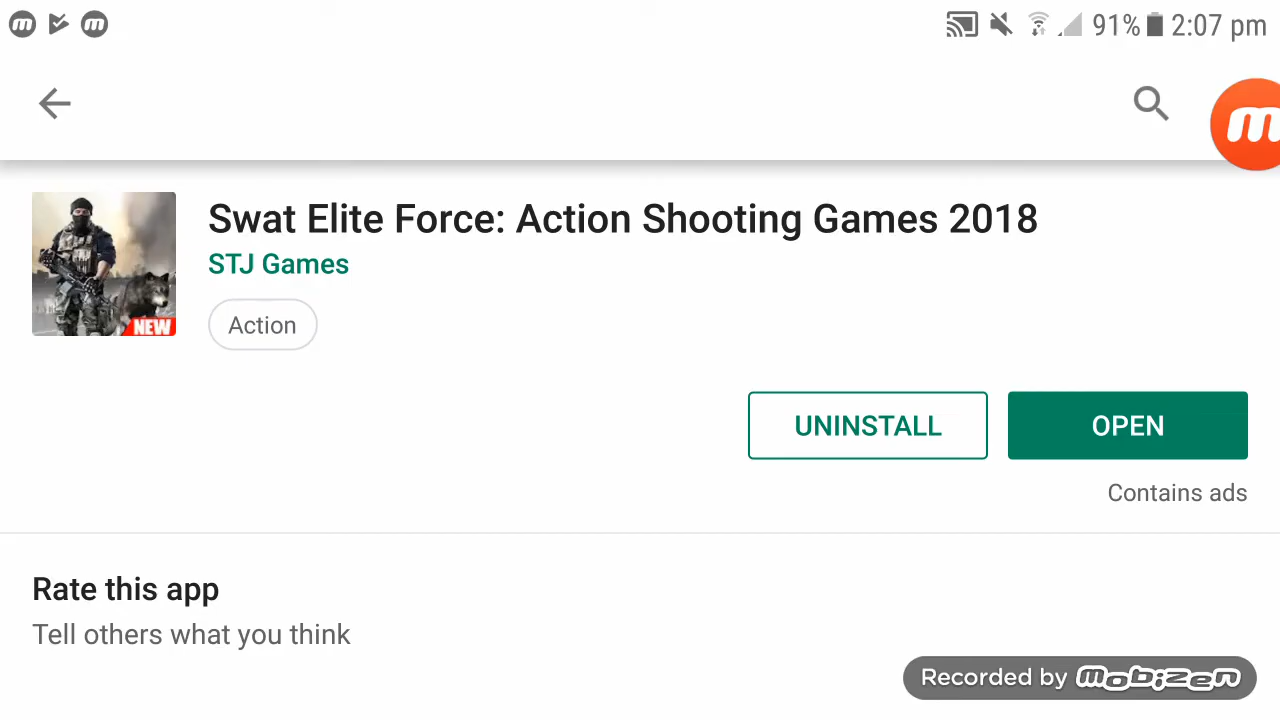 91% 2:07 pm
Swat Elite Force: Action Shooting Games 2018
STJ Games
NEW
Action
UNINSTALL
OPEN
Contains ads
Rate this app
Tell others what you think
Recorded by mobizen